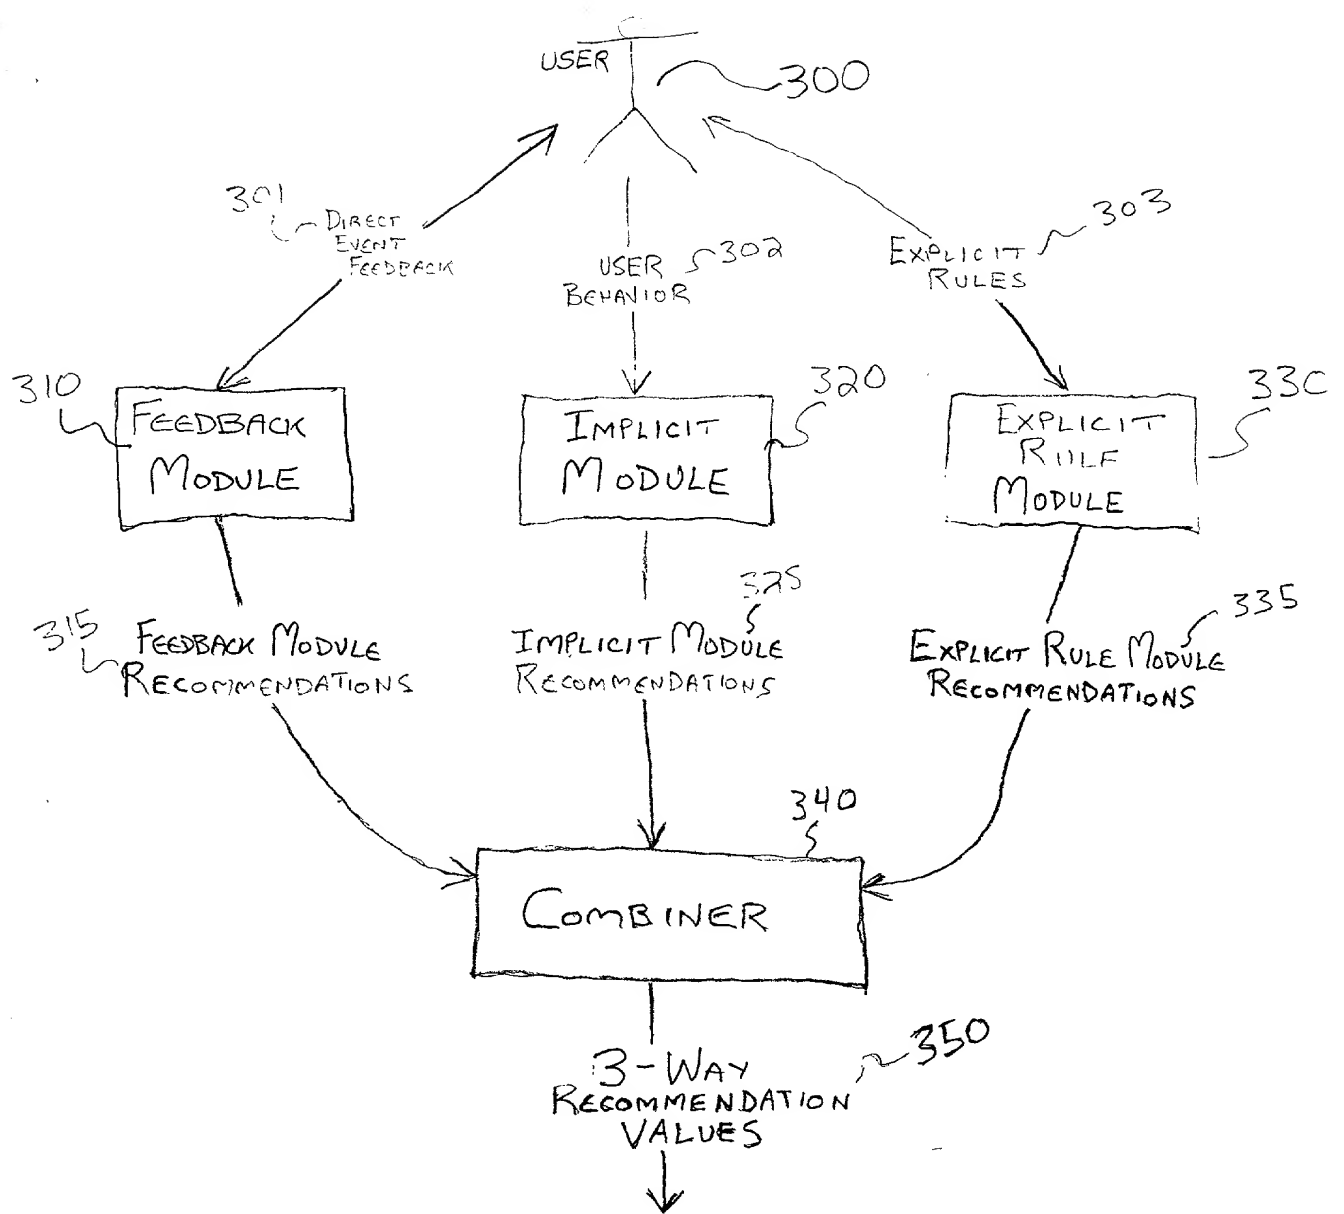 USER
300
301
DIRECT
EVENT
FEEDBACK
USER
BEHAVIOR
302
EXPLICIT
RULES
303
310
FEEDBACK
MODULE
IMPLICIT
MODULE
320
EXPLICIT
RULE
MODULE
330
315
FEEDBACK MODULE
RECOMMENDATIONS
325
IMPLICIT MODULE
RECOMMENDATIONS
335
EXPLICIT RULE MODULE
RECOMMENDATIONS
340
COMBINER
3-WAY
RECOMMENDATION
VALUES
350